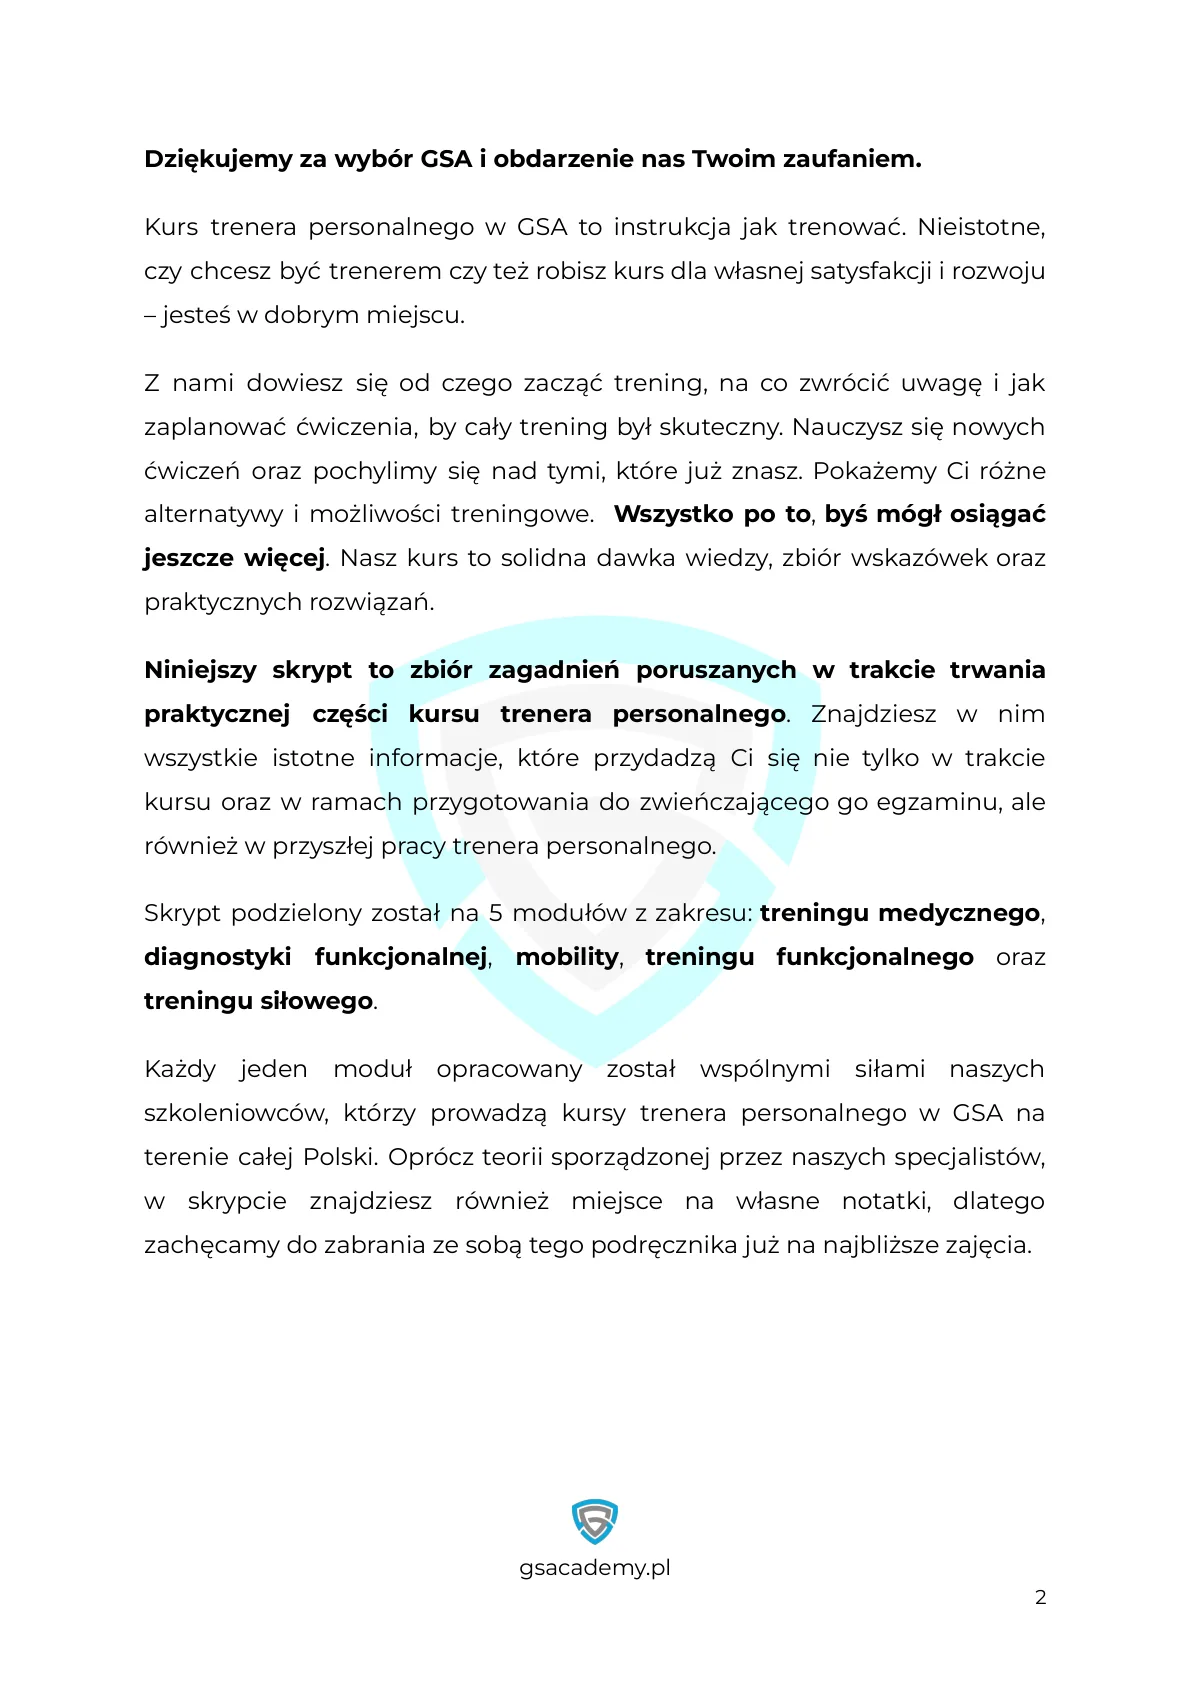 Dziękujemy za wybór GSA i obdarzenie nas Twoim zaufaniem.
Kurs trenera personalnego w GSA to instrukcja jak trenować. Nieistotne,
czy chcesz być trenerem czy też robisz kurs dla własnej satysfakcji i rozwoju
– jesteś w dobrym miejscu.
Z nami dowiesz się od czego zacząć trening, na co zwrócić uwagę i jak
zaplanować ćwiczenia, by cały trening był skuteczny. Nauczysz się nowych
ćwiczeń oraz pochylimy się nad tymi, które już znasz. Pokażemy Ci różne
alternatywy i możliwości treningowe. Wszystko po to, byś mógł osiągać
jeszcze więcej. Nasz kurs to solidna dawka wiedzy, zbiór wskazówek oraz
praktycznych rozwiązań.
Niniejszy skrypt to zbiór zagadnień poruszanych w trakcie trwania
praktycznej części kursu trenera personalnego. Znajdziesz w nim
wszystkie istotne informacje, które przydadzą Ci się nie tylko w trakcie
kursu oraz w ramach przygotowania do zwieńczającego go egzaminu, ale
również w przyszłej pracy trenera personalnego.
Skrypt podzielony został na 5 modułów z zakresu: treningu medycznego,
diagnostyki funkcjonalnej, mobility, treningu funkcjonalnego oraz
treningu siłowego.
Każdy jeden moduł opracowany został wspólnymi siłami naszych
szkoleniowców, którzy prowadzą kursy trenera personalnego w GSA na
terenie całej Polski. Oprócz teorii sporządzonej przez naszych specjalistów,
w skrypcie znajdziesz również miejsce na własne notatki, dlatego
zachęcamy do zabrania ze sobą tego podręcznika już na najbliższe zajęcia.
gsacademy.pl
2